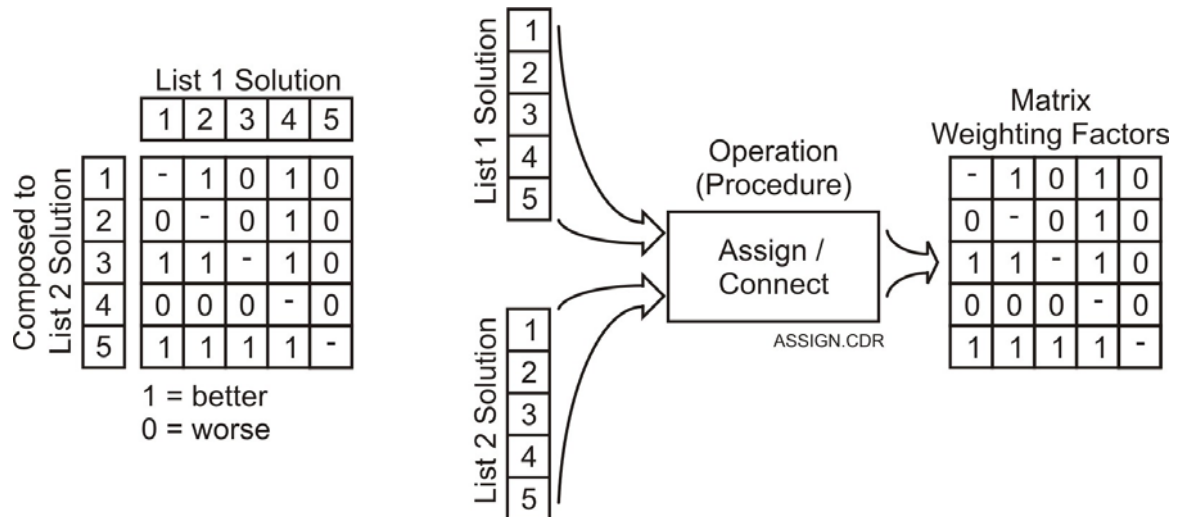 List 1 Solution
1 2 3 4 5
Composed to
List 2 Solution
1 - 1 0 1 0
2 0 - 0 1 0
3 1 1 - 1 0
4 0 0 0 - 0
5 1 1 1 1 -
1 = better
0 = worse
List 1 Solution
1
2
3
4
5
List 2 Solution
1
2
3
4
5
Operation
(Procedure)
Assign /
Connect
ASSIGN.CDR
Matrix
Weighting Factors
- 1 0 1 0
0 - 0 1 0
1 1 - 1 0
0 0 0 - 0
1 1 1 1 -